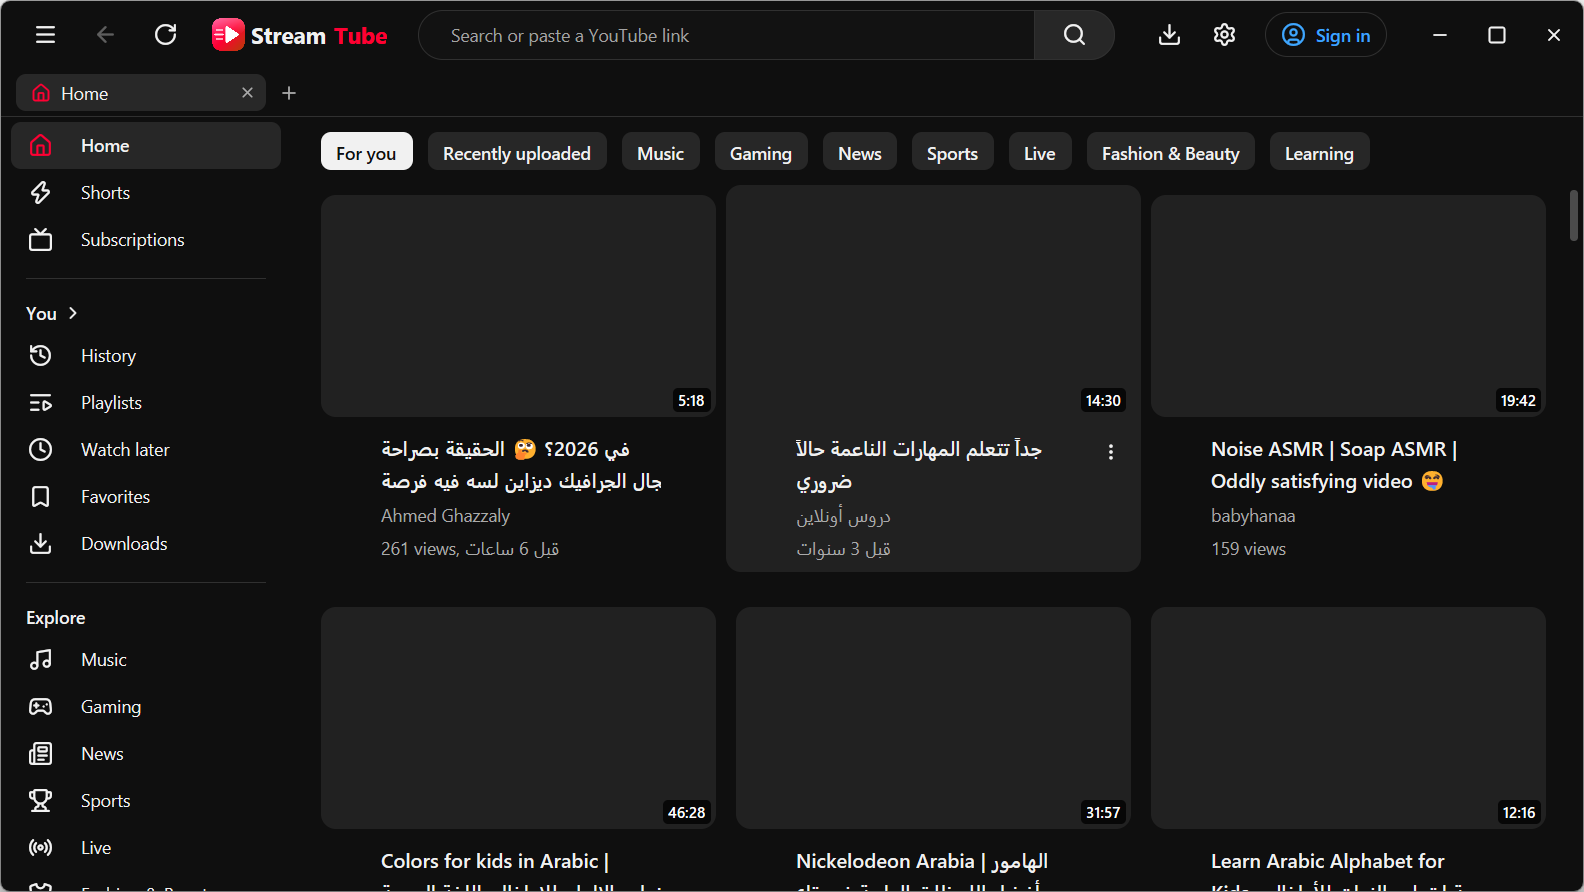 Stream Tube
Search or paste a YouTube link
Sign in
Home
Home
Shorts
Subscriptions
You
History
Playlists
Watch later
Favorites
Downloads
Explore
Music
Gaming
News
Sports
Live
For you
Recently uploaded
Music
Gaming
News
Sports
Live
Fashion & Beauty
Learning
5:18
في 2026؟ 🤔 الحقيقة بصراحة
جال الجرافيك ديزاين لسه فيه فرصة
Ahmed Ghazzaly
261 views, قبل 6 ساعات
14:30
جداً تتعلم المهارات الناعمة حالاً
ضروري
دروس أونلاين
قبل 3 سنوات
19:42
Noise ASMR | Soap ASMR |
Oddly satisfying video 😝
babyhanaa
159 views
46:28
Colors for kids in Arabic |
31:57
Nickelodeon Arabia | الهامور
12:16
Learn Arabic Alphabet for